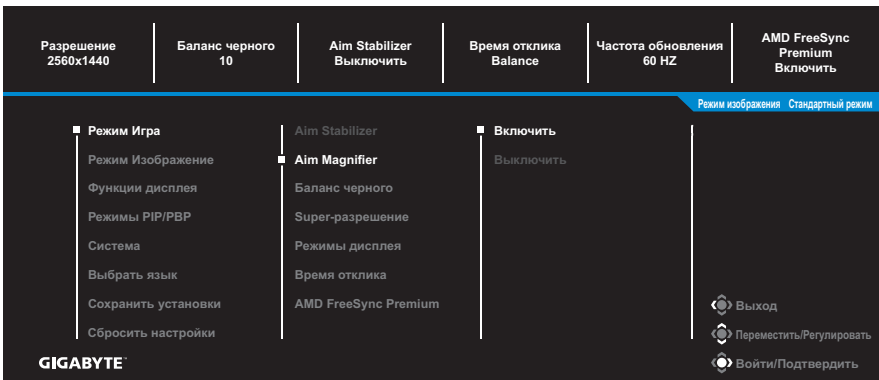 Разрешение
2560x1440
Баланс черного
10
Aim Stabilizer
Выключить
Время отклика
Balance
Частота обновления
60 HZ
AMD FreeSync
Premium
Включить
Режим изображения Стандартный режим
Режим Игра
Режим Изображение
Функции дисплея
Режимы PIP/PBP
Система
Выбрать язык
Сохранить установки
Сбросить настройки
Aim Stabilizer
Aim Magnifier
Баланс черного
Super-разрешение
Режимы дисплея
Время отклика
AMD FreeSync Premium
Включить
Выключить
Выход
Переместить/Регулировать
Войти/Подтвердить
GIGABYTE™